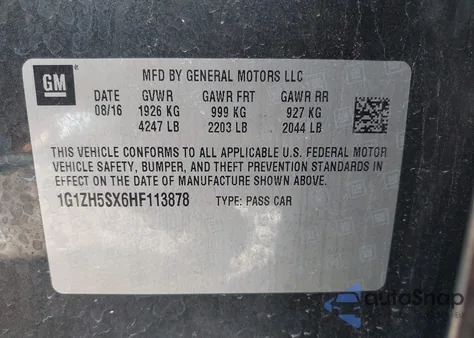 GM
MFD BY GENERAL MOTORS LLC
DATE GVWR GAWR FRT GAWR RR
08/16 1926 KG 999 KG 927 KG
4247 LB 2203 LB 2044 LB
THIS VEHICLE CONFORMS TO ALL APPLICABLE U.S. FEDERAL MOTOR
VEHICLE SAFETY, BUMPER, AND THEFT PREVENTION STANDARDS IN
EFFECT ON THE DATE OF MANUFACTURE SHOWN ABOVE.
1G1ZH5SX6HF113878 TYPE: PASS CAR
autoSnap